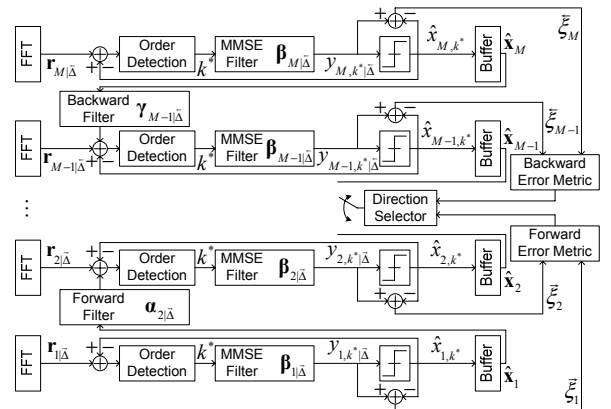 FFT r_{M|Δ̄} + − Order Detection k* MMSE Filter β_{M|Δ̄} y_{M,k*|Δ̄} + − x̂_{M,k*} Buffer x̂_M ξ̄_M
Backward Filter γ_{M−1|Δ̄}
FFT r_{M−1|Δ̄} + − − Order Detection k* MMSE Filter β_{M−1|Δ̄} y_{M−1,k*|Δ̄} + − x̂_{M−1,k*} Buffer x̂_{M−1} ξ̄_{M−1}
Backward Error Metric
⋮ Direction Selector
Forward Error Metric
FFT r_{2|Δ̄} + − − Order Detection k* MMSE Filter β_{2|Δ̄} y_{2,k*|Δ̄} + − x̂_{2,k*} Buffer x̂_2 ξ̄_2
Forward Filter α_{2|Δ̄}
FFT r_{1|Δ̄} + − Order Detection k* MMSE Filter β_{1|Δ̄} y_{1,k*|Δ̄} + − x̂_{1,k*} Buffer x̂_1 ξ̄_1